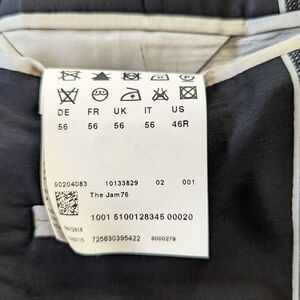 DE FR UK IT US
56 56 56 56 46R
50204083 10133829 02 001
The Jam76
1001 5100128345 00020
725830395422 6000278